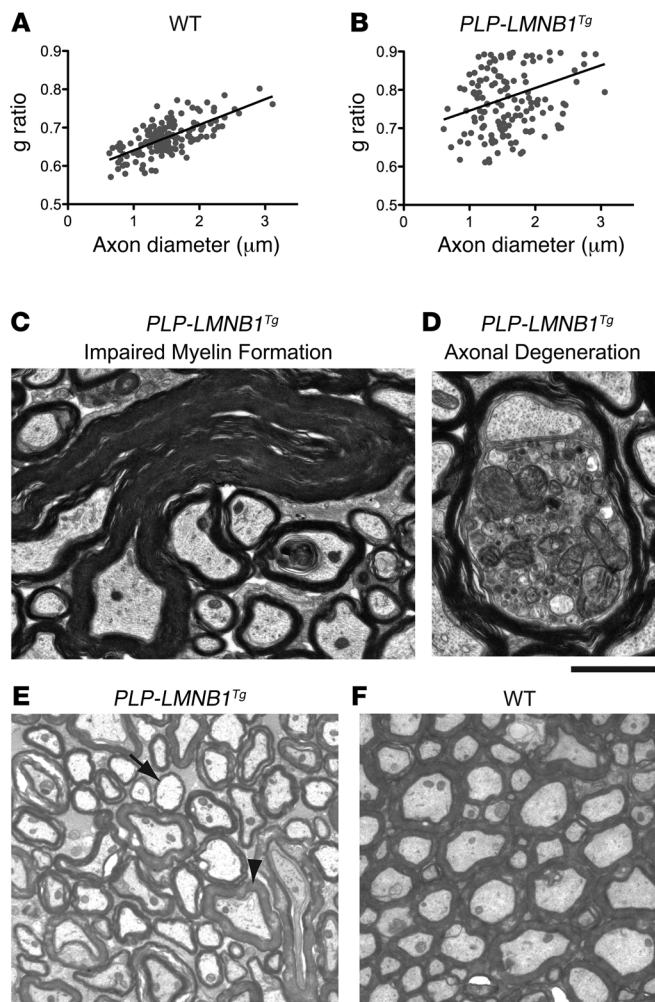 A
WT
g ratio
0.9
0.8
0.7
0.6
0.5
0
1
2
3
Axon diameter (μm)
B
PLP-LMNB1Tg
g ratio
0.9
0.8
0.7
0.6
0.5
0
1
2
3
Axon diameter (μm)
C
PLP-LMNB1Tg
Impaired Myelin Formation
D
PLP-LMNB1Tg
Axonal Degeneration
E
PLP-LMNB1Tg
F
WT